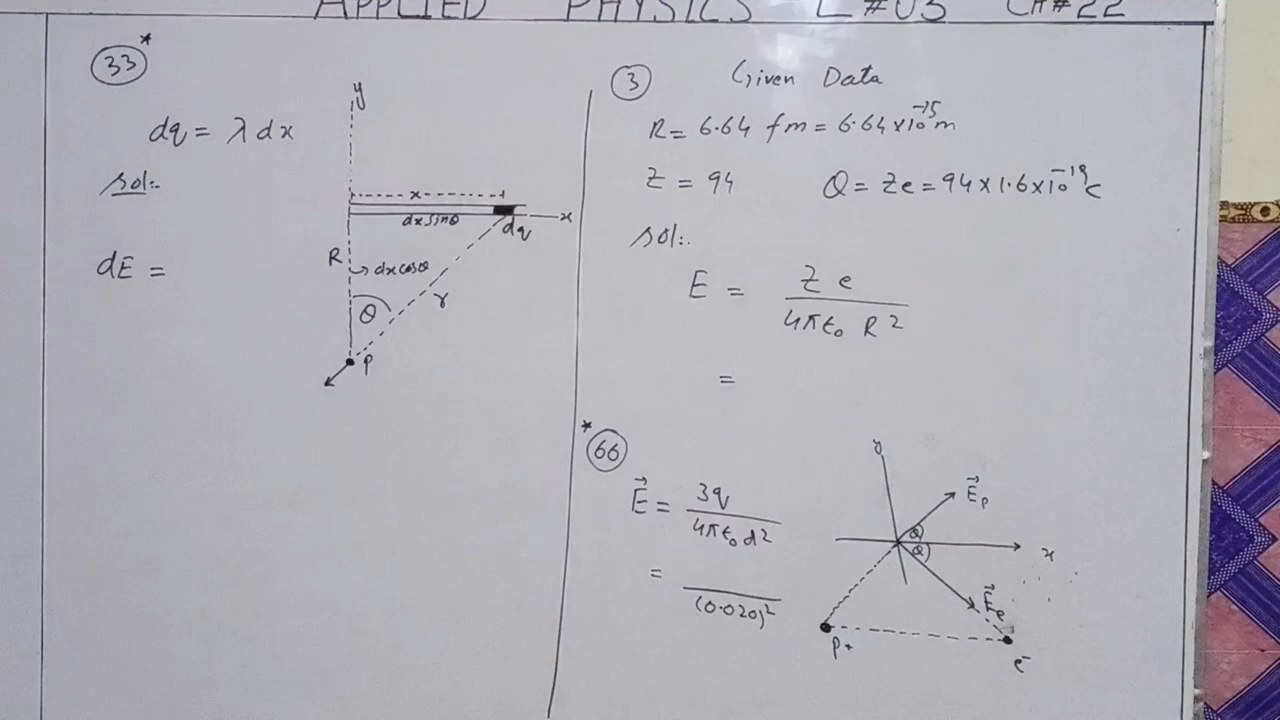 APPLIED PHYSICS L#03 CH#22
33*
dq = λ dx
sol:.
dE =
y
x
dx sinθ
x
dq
R
dx cosθ
r
θ
P
3 Given Data
R = 6.64 fm = 6.64×10⁻¹⁵m
Z = 94 Q = Ze = 94×1.6×10⁻¹⁹C
sol:.
E = Ze / 4πε₀ R²
=
*66
E⃗ = 3q / 4πε₀ d²
= / (0.020)²
y
E⃗p
θ
θ
x
P+
e⁻